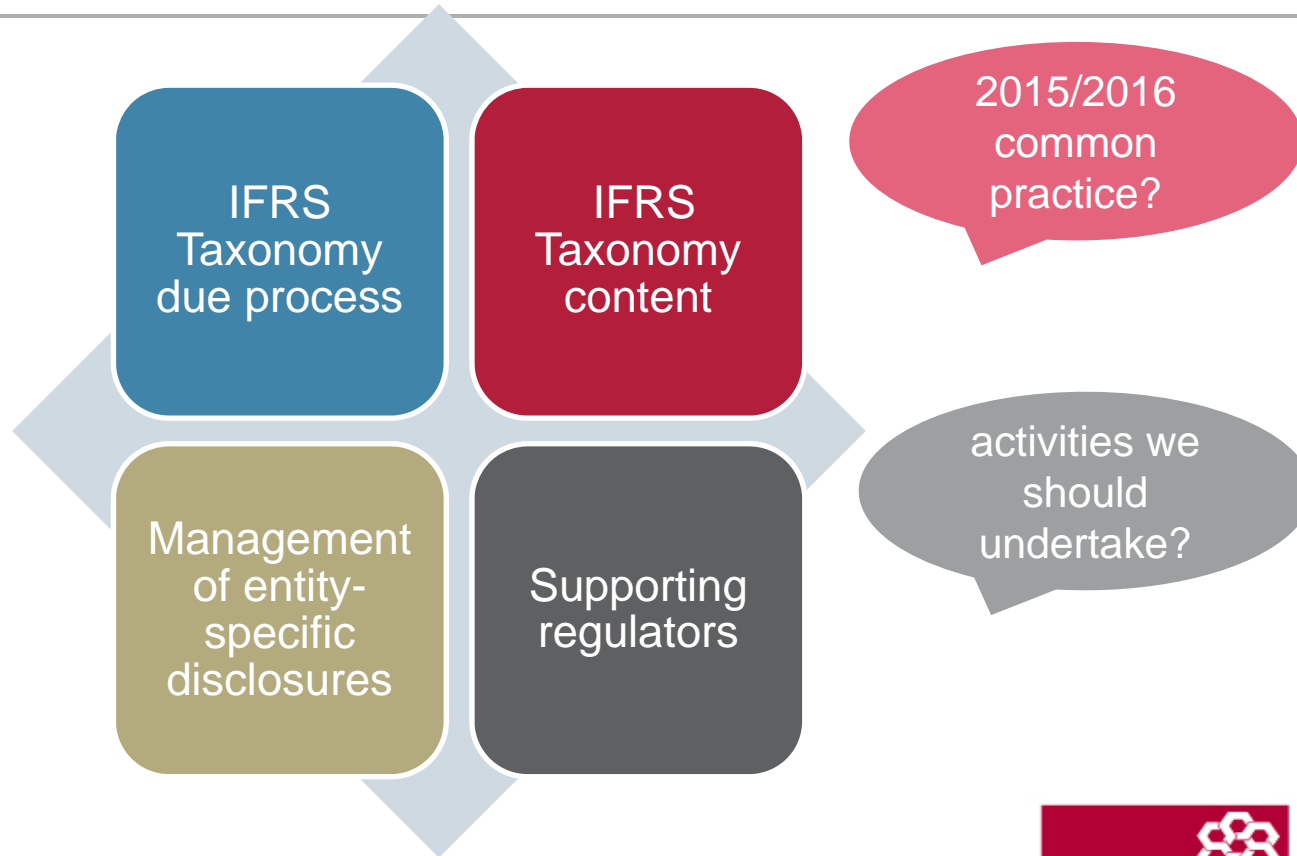 IFRS
Taxonomy
due process
IFRS
Taxonomy
content
2015/2016
common
practice?
Management
of entity-
specific
disclosures
Supporting
regulators
activities we
should
undertake?